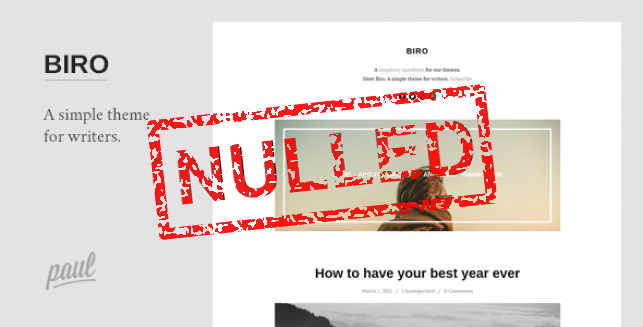 BIRO
A simple theme
for writers.
paul
BIRO
A simplicity manifesto for our themes.
Meet Biro. A simple theme for writers. Subscribe
NULLED
How to have your best year ever
March 1, 2015 / Uncategorized / 0 Comments